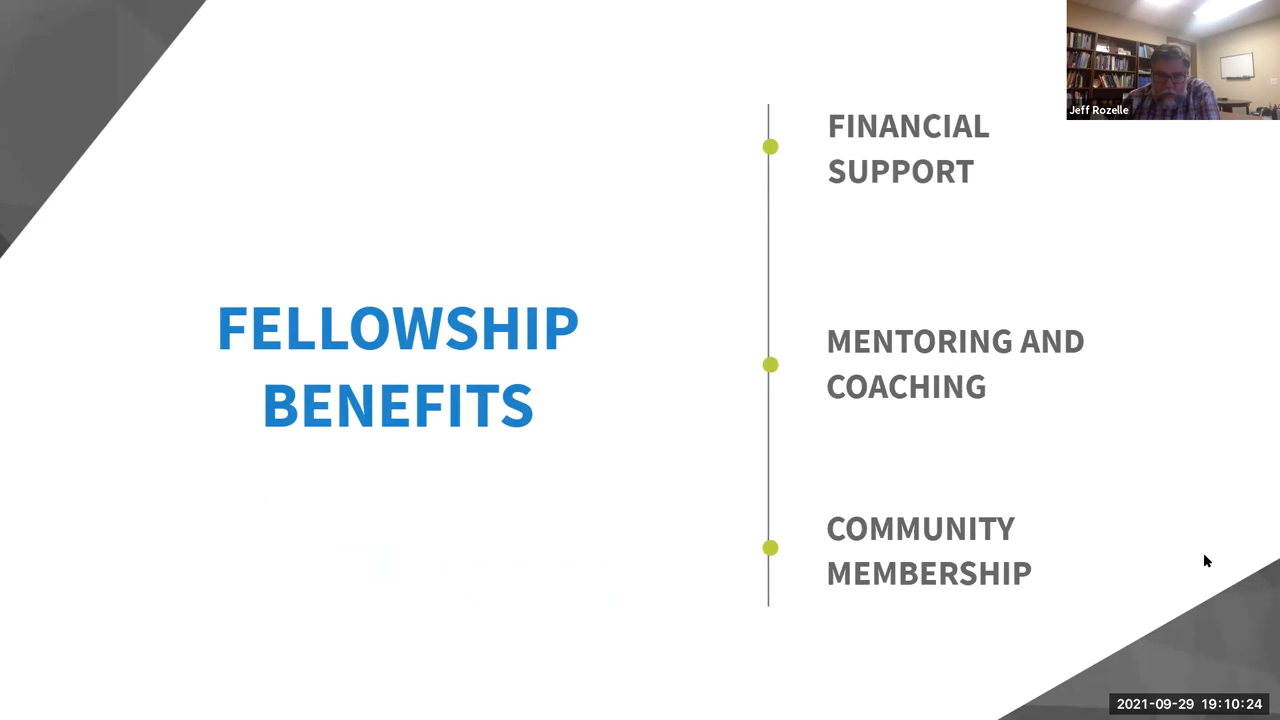 FELLOWSHIP
BENEFITS
FINANCIAL
SUPPORT
MENTORING AND
COACHING
COMMUNITY
MEMBERSHIP
Jeff Rozelle
2021-09-29 19:10:24